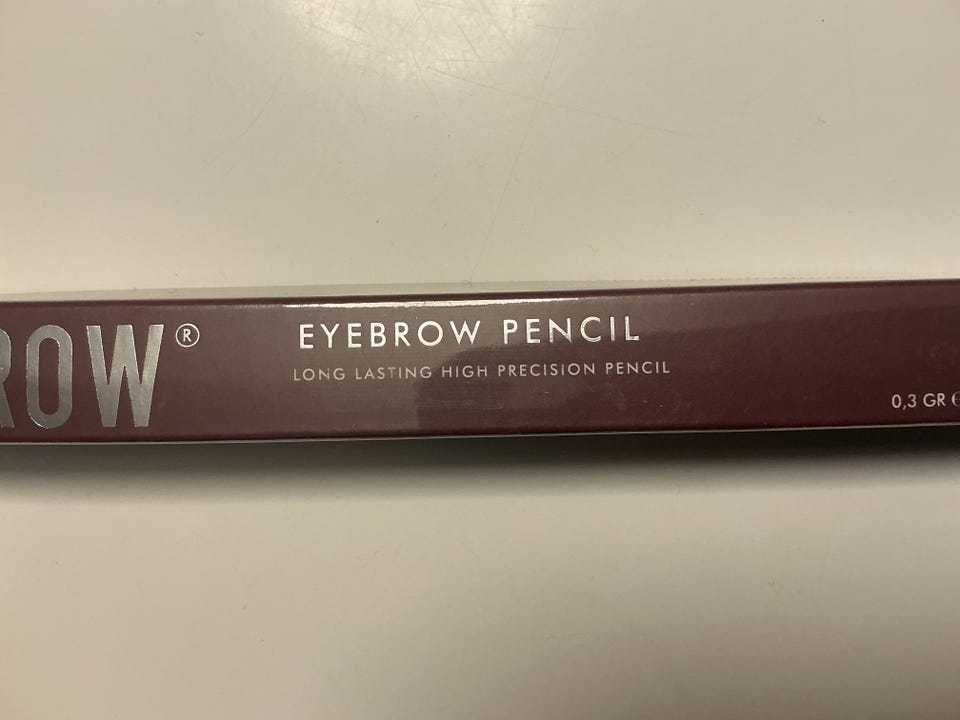 ROW®
EYEBROW PENCIL
LONG LASTING HIGH PRECISION PENCIL
0,3 GR